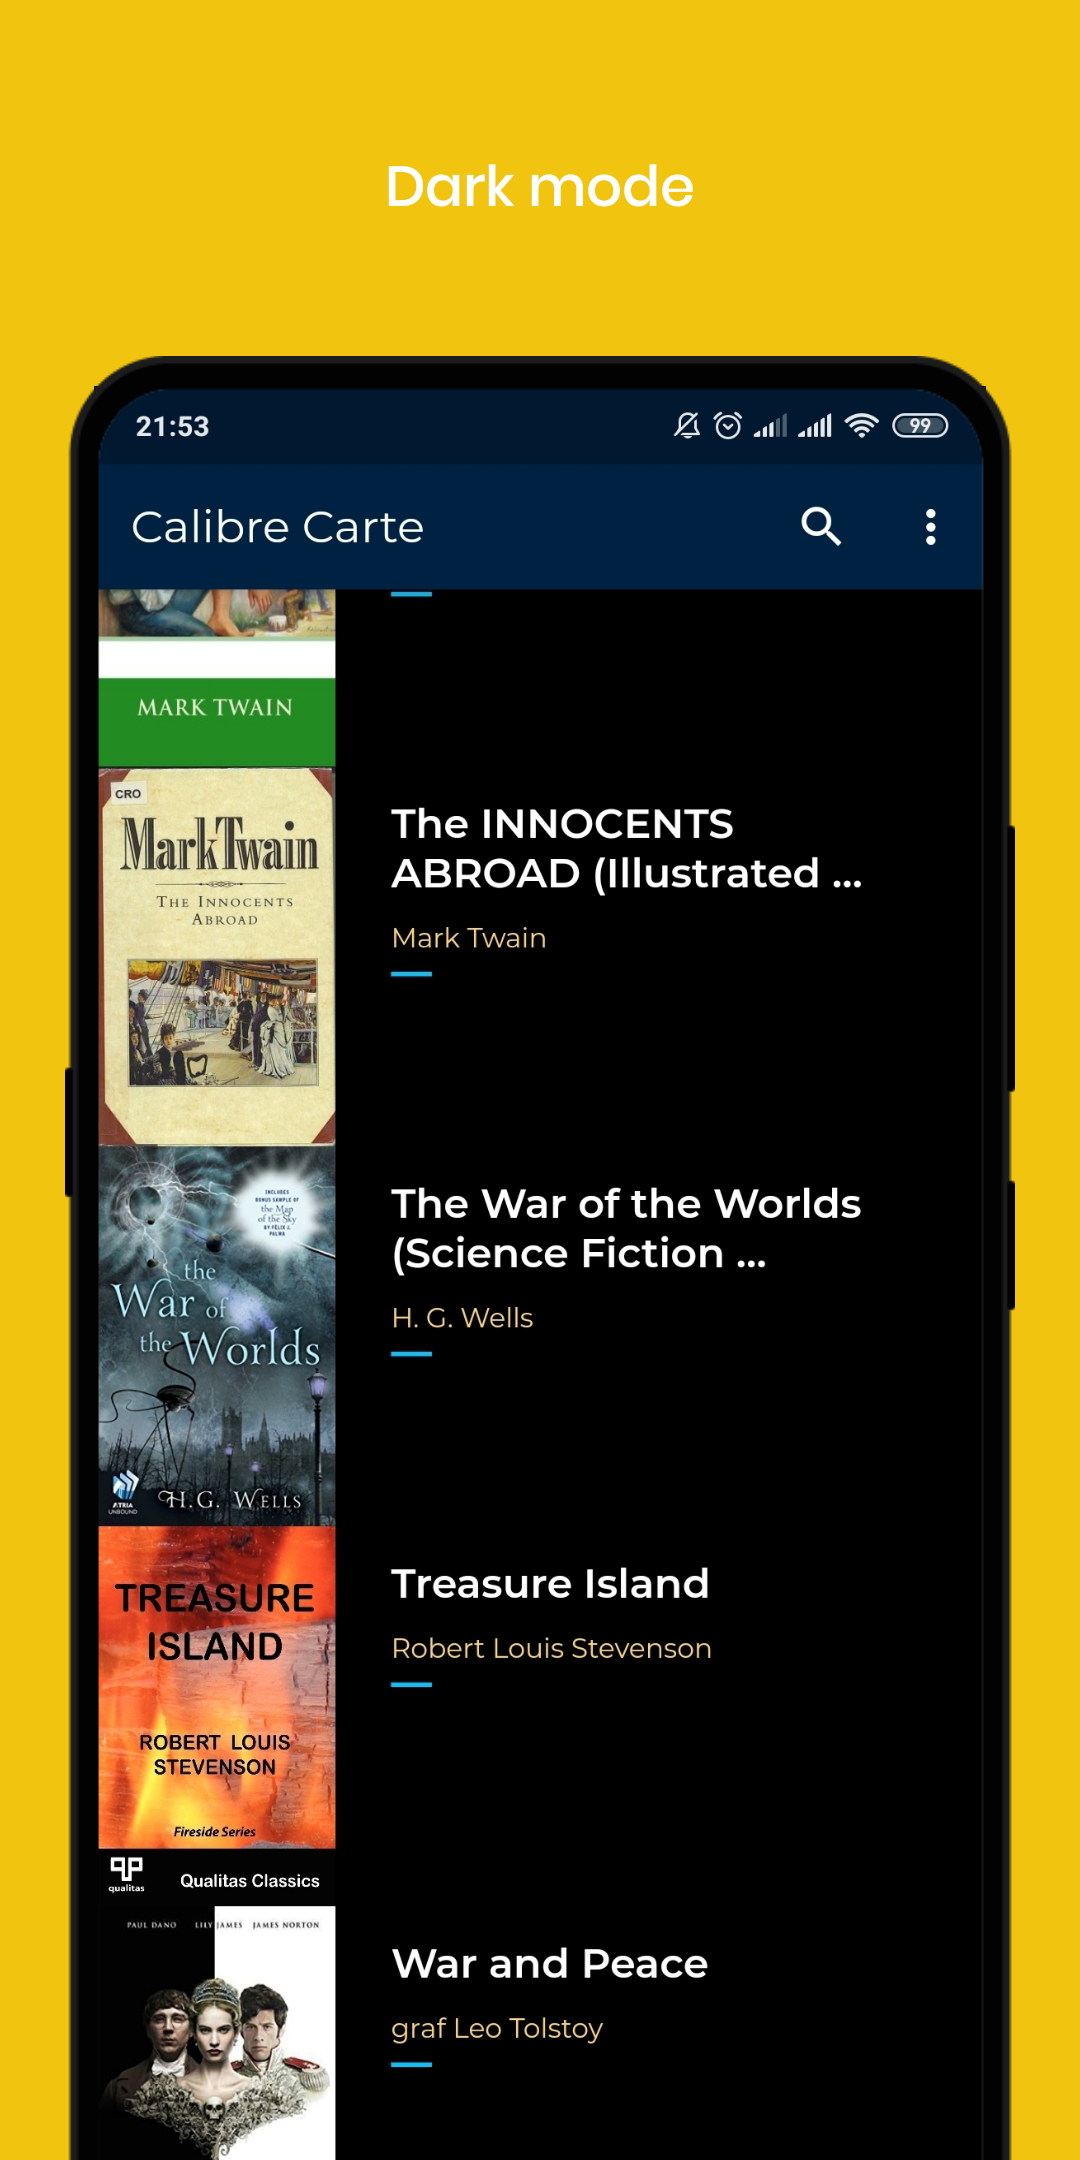 Dark mode
21:53
99
Calibre Carte
MARK TWAIN
CRO
Mark Twain
THE INNOCENTS
ABROAD
The INNOCENTS
ABROAD (Illustrated ...
Mark Twain
INCLUDES
BONUS SAMPLE OF
the Map
of the Sky
BY FÉLIX J.
PALMA
the
War of
the Worlds
ATRIA
UNBOUND
H.G. WELLS
The War of the Worlds
(Science Fiction ...
H. G. Wells
TREASURE
ISLAND
ROBERT LOUIS
STEVENSON
Fireside Series
qualitas
Qualitas Classics
Treasure Island
Robert Louis Stevenson
PAUL DANO LILY JAMES JAMES NORTON
War and Peace
graf Leo Tolstoy